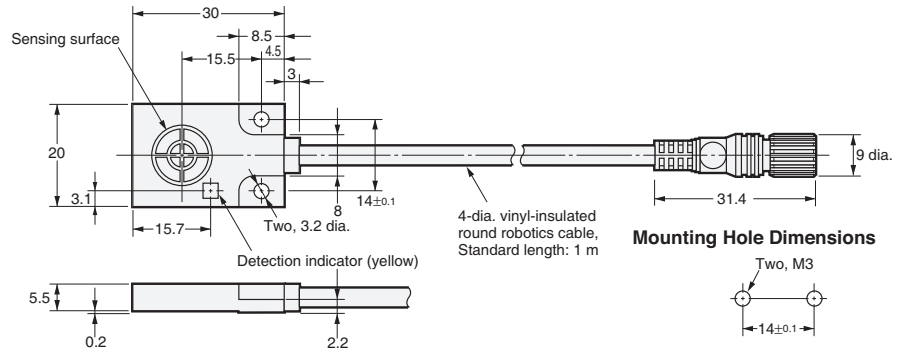 30
8.5
Sensing surface
15.5
4.5
3
20
3.1
15.7
Two, 3.2 dia.
8
14±0.1
Detection indicator (yellow)
4-dia. vinyl-insulated
round robotics cable,
Standard length: 1 m
9 dia.
31.4
Mounting Hole Dimensions
Two, M3
14±0.1
5.5
0.2
2.2